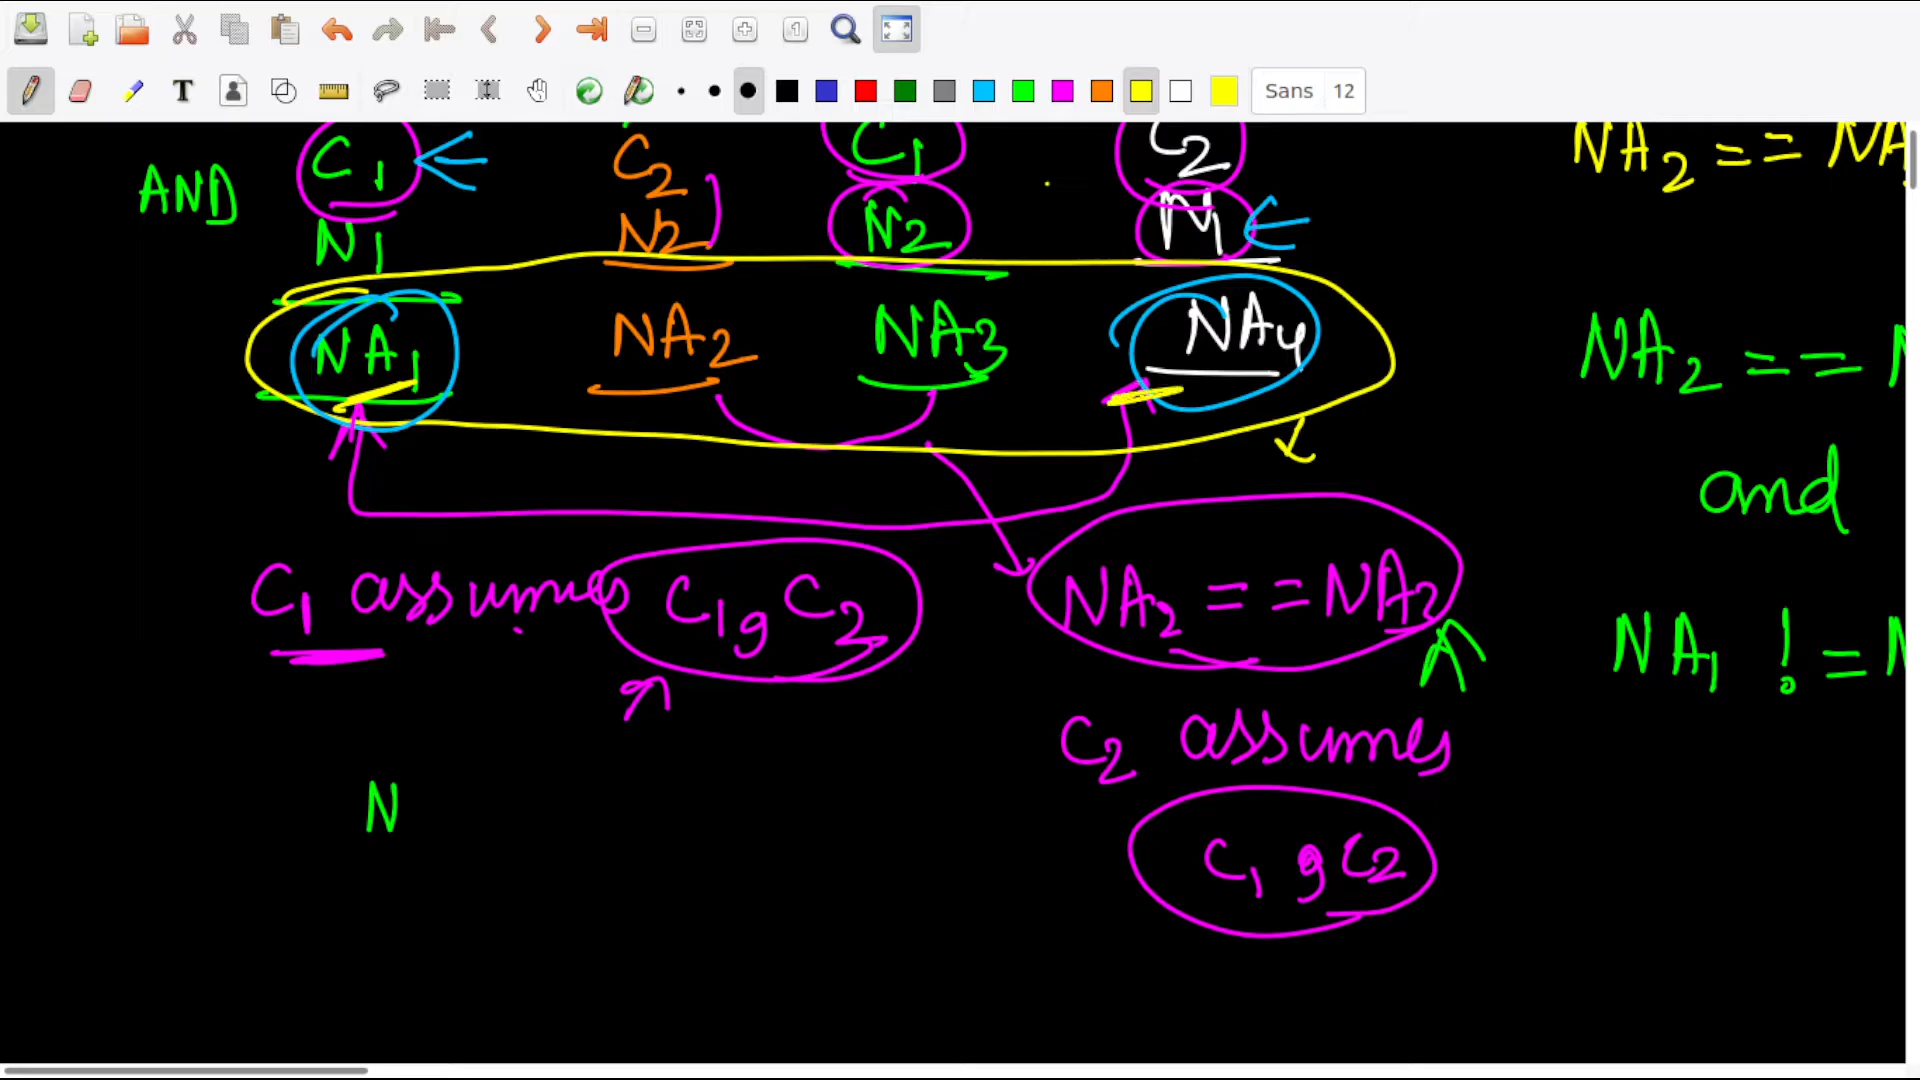 Sans 12
C1 C2 C1 C2 NA2 == NA
AND
N1 N2 N2 N1
NA1 NA2 NA3 NA4 NA2 == N
and
C1 assumes C1 g C2 NA2 == NA2 NA1 != N
C2 assumes
N
C1 g C2